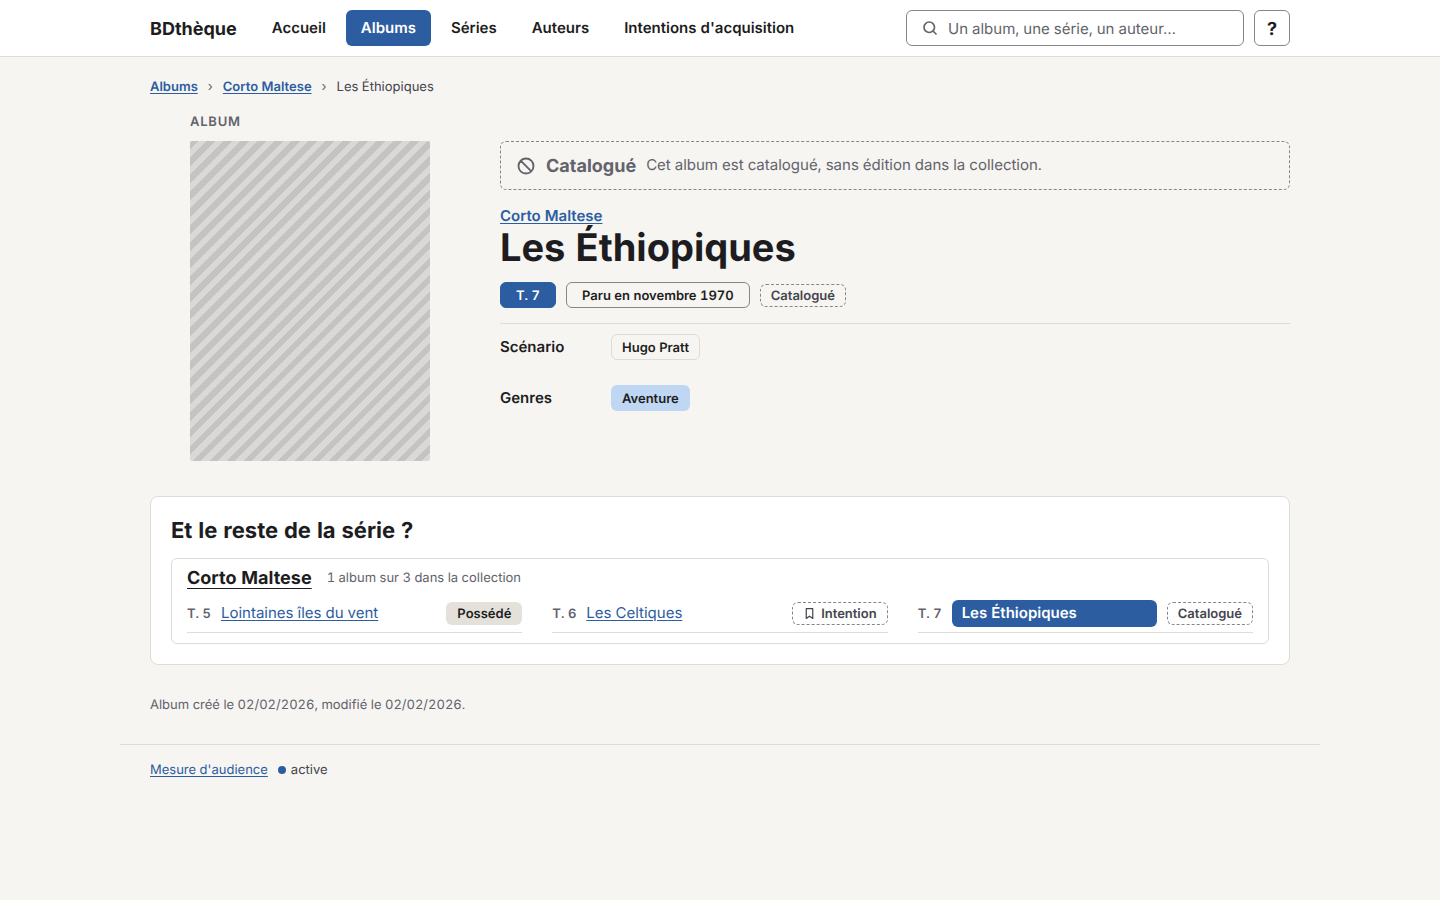 BDthèque Accueil Albums Séries Auteurs Intentions d'acquisition Un album, une série, un auteur... ?
Albums › Corto Maltese › Les Éthiopiques
ALBUM
Catalogué Cet album est catalogué, sans édition dans la collection.
Corto Maltese
Les Éthiopiques
T. 7 Paru en novembre 1970 Catalogué
Scénario Hugo Pratt
Genres Aventure
Et le reste de la série ?
Corto Maltese 1 album sur 3 dans la collection
T. 5 Lointaines îles du vent Possédé T. 6 Les Celtiques Intention T. 7 Les Éthiopiques Catalogué
Album créé le 02/02/2026, modifié le 02/02/2026.
Mesure d'audience active